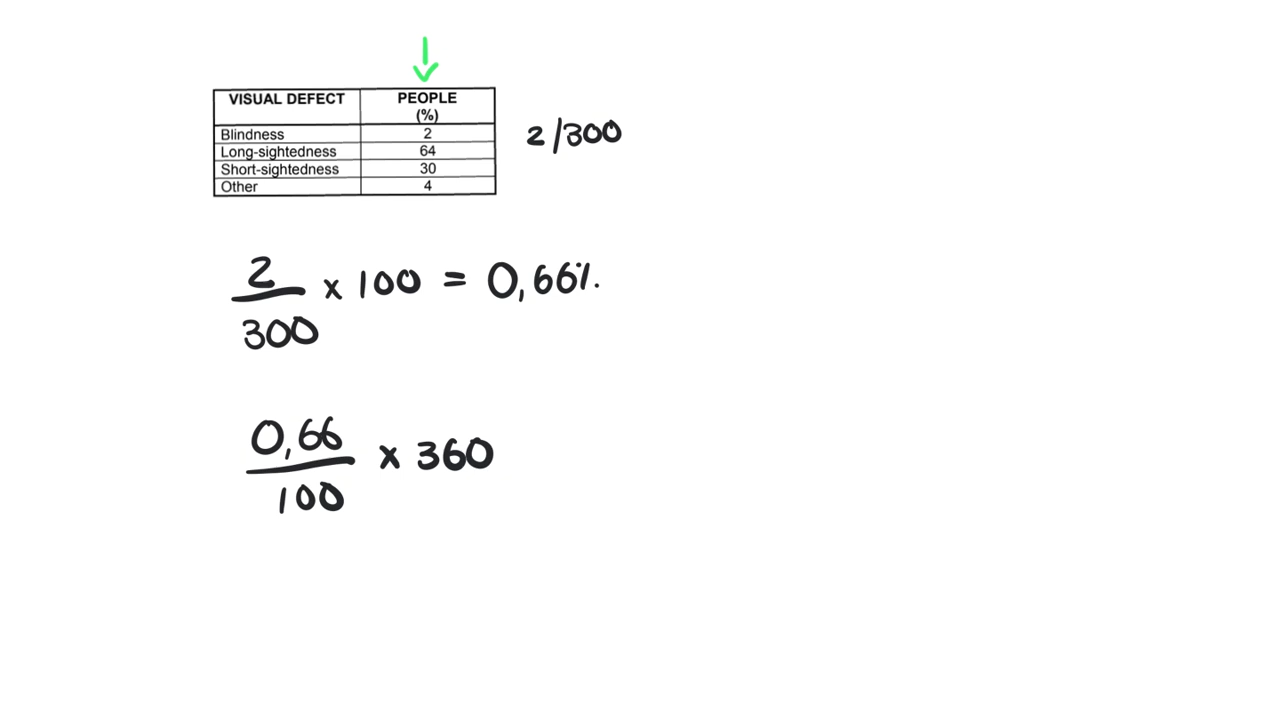 VISUAL DEFECT PEOPLE (%)
Blindness 2
Long-sightedness 64
Short-sightedness 30
Other 4
2/300
2/300 x 100 = 0,66%
0,66/100 x 360